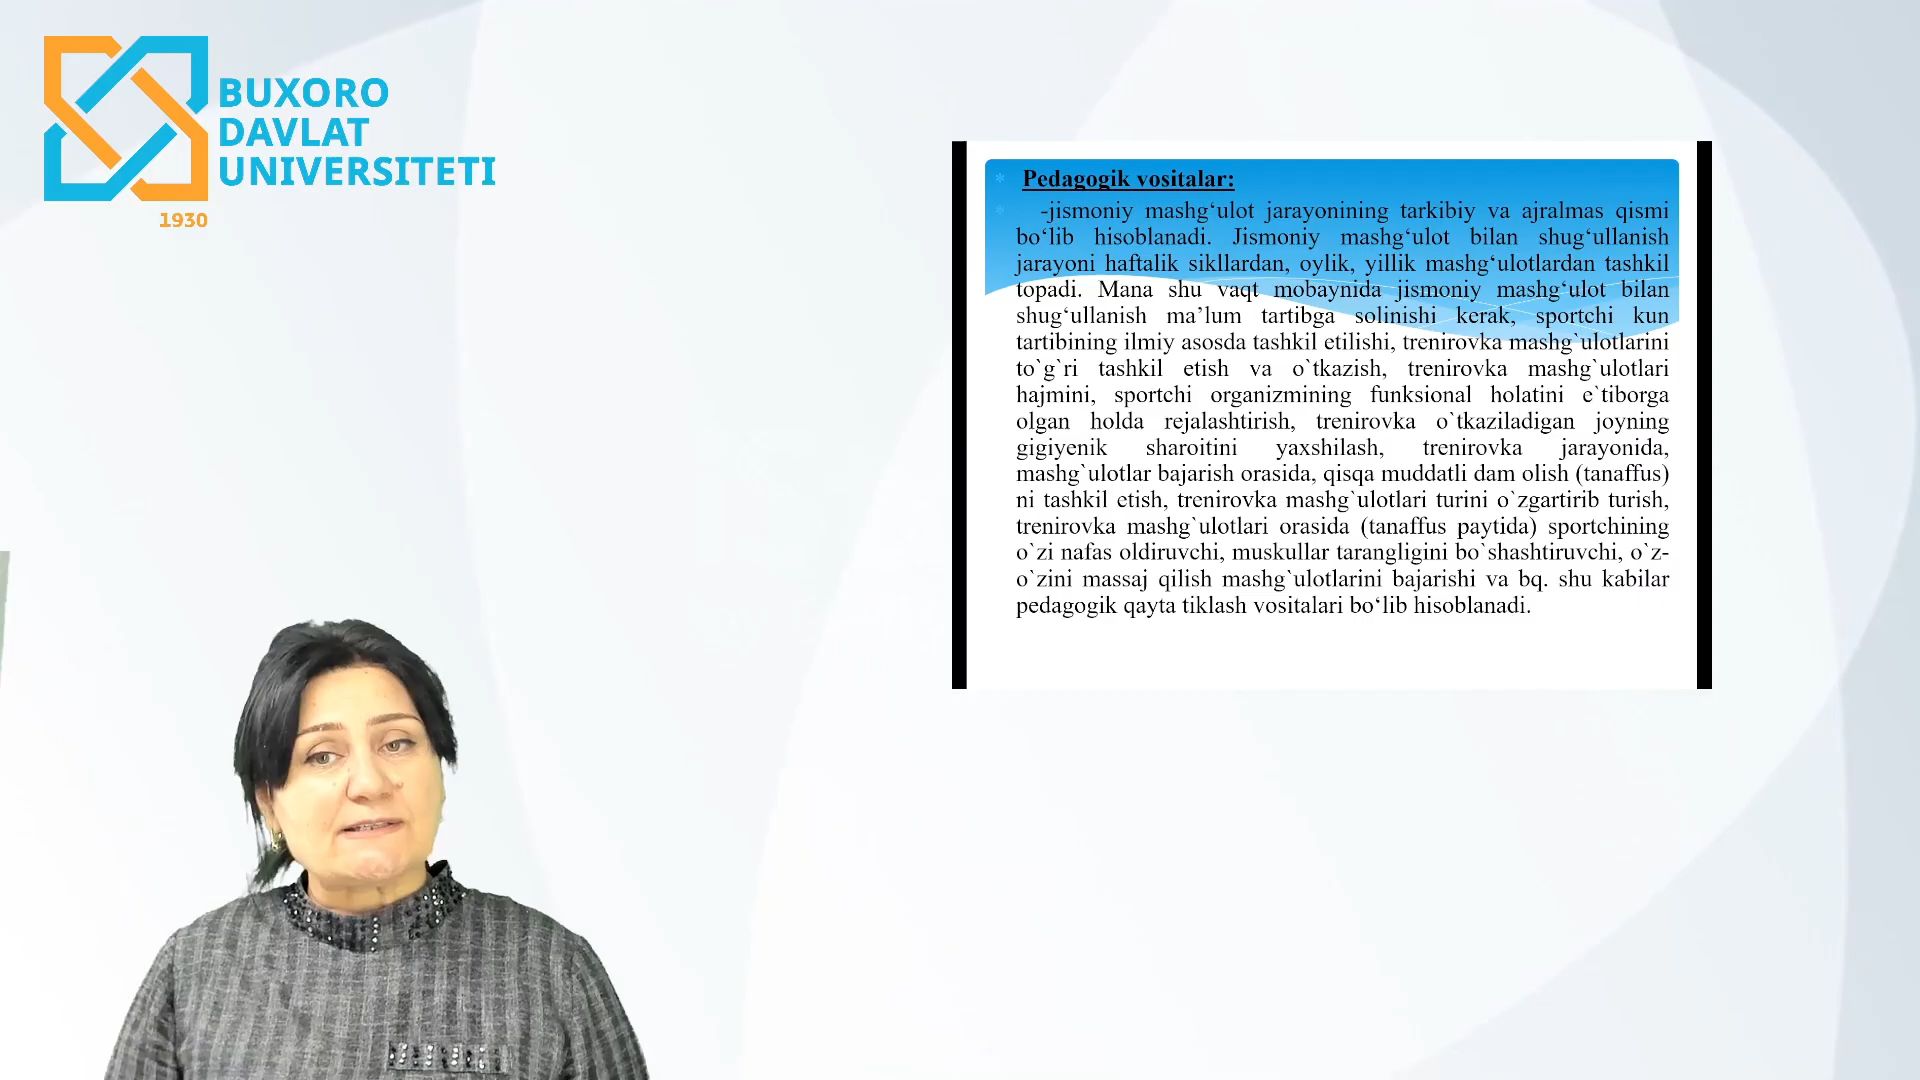 BUXORO
DAVLAT
UNIVERSITETI
1930
Pedagogik vositalar:
-jismoniy mashg‘ulot jarayonining tarkibiy va ajralmas qismi
bo‘lib hisoblanadi. Jismoniy mashg‘ulot bilan shug‘ullanish
jarayoni haftalik sikllardan, oylik, yillik mashg‘ulotlardan tashkil
topadi. Mana shu vaqt mobaynida jismoniy mashg‘ulot bilan
shug‘ullanish ma’lum tartibga solinishi kerak, sportchi kun
tartibining ilmiy asosda tashkil etilishi, trenirovka mashg`ulotlarini
to`g`ri tashkil etish va o`tkazish, trenirovka mashg`ulotlari
hajmini, sportchi organizmining funksional holatini e`tiborga
olgan holda rejalashtirish, trenirovka o`tkaziladigan joyning
gigiyenik sharoitini yaxshilash, trenirovka jarayonida,
mashg`ulotlar bajarish orasida, qisqa muddatli dam olish (tanaffus)
ni tashkil etish, trenirovka mashg`ulotlari turini o`zgartirib turish,
trenirovka mashg`ulotlari orasida (tanaffus paytida) sportchining
o`zi nafas oldiruvchi, muskullar tarangligini bo`shashtiruvchi, o`z-
o`zini massaj qilish mashg`ulotlarini bajarishi va bq. shu kabilar
pedagogik qayta tiklash vositalari bo‘lib hisoblanadi.